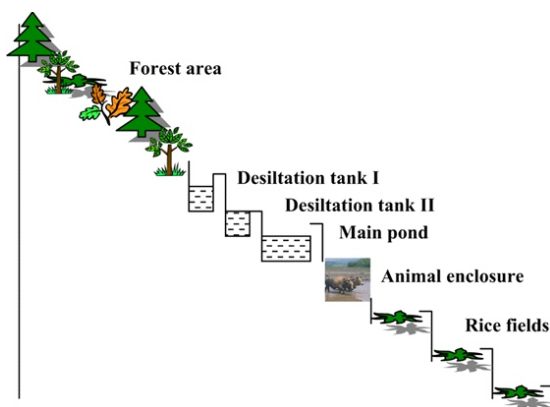 Forest area
Desiltation tank I
Desiltation tank II
Main pond
Animal enclosure
Rice fields